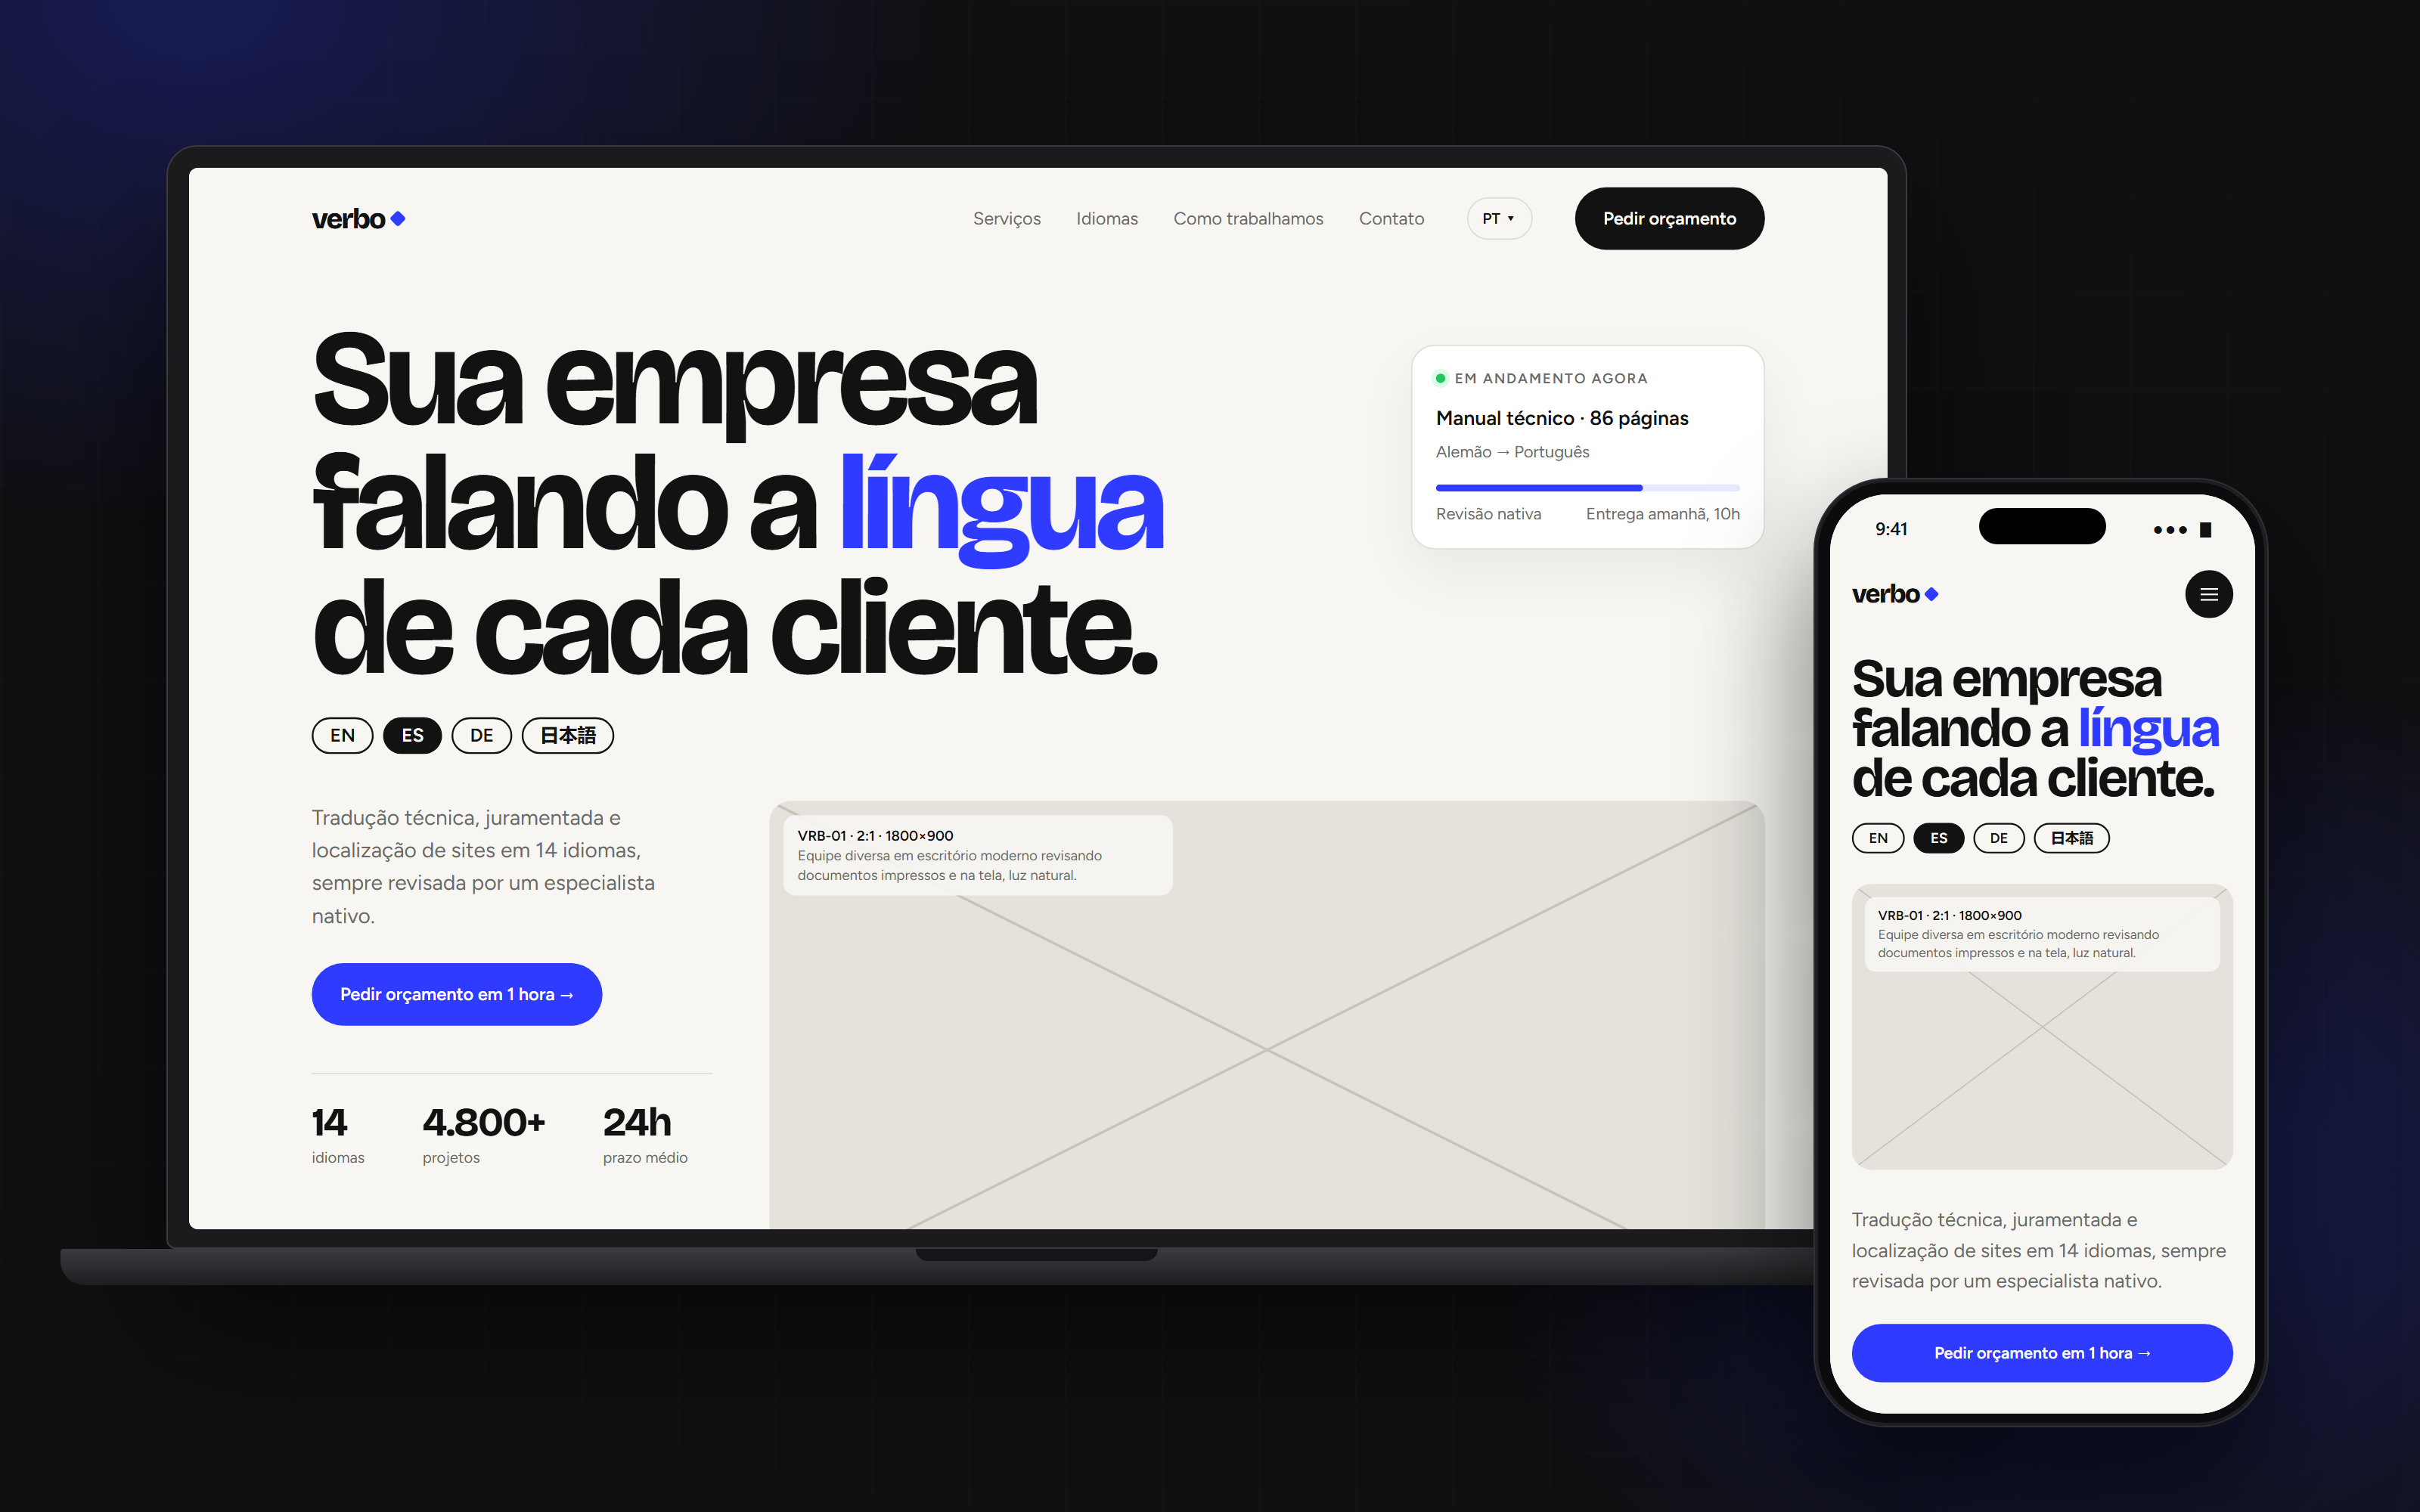 verbo
Serviços
Idiomas
Como trabalhamos
Contato
PT
Pedir orçamento
Sua empresa
falando a língua
de cada cliente.
EN
ES
DE
日本語
EM ANDAMENTO AGORA
Manual técnico · 86 páginas
Alemão → Português
Revisão nativa
Entrega amanhã, 10h
Tradução técnica, juramentada e
localização de sites em 14 idiomas,
sempre revisada por um especialista
nativo.
Pedir orçamento em 1 hora →
14
idiomas
4.800+
projetos
24h
prazo médio
VRB-01 · 2:1 · 1800×900
Equipe diversa em escritório moderno revisando
documentos impressos e na tela, luz natural.
9:41
verbo
Sua empresa
falando a língua
de cada cliente.
EN
ES
DE
日本語
VRB-01 · 2:1 · 1800×900
Equipe diversa em escritório moderno revisando
documentos impressos e na tela, luz natural.
Tradução técnica, juramentada e
localização de sites em 14 idiomas, sempre
revisada por um especialista nativo.
Pedir orçamento em 1 hora →